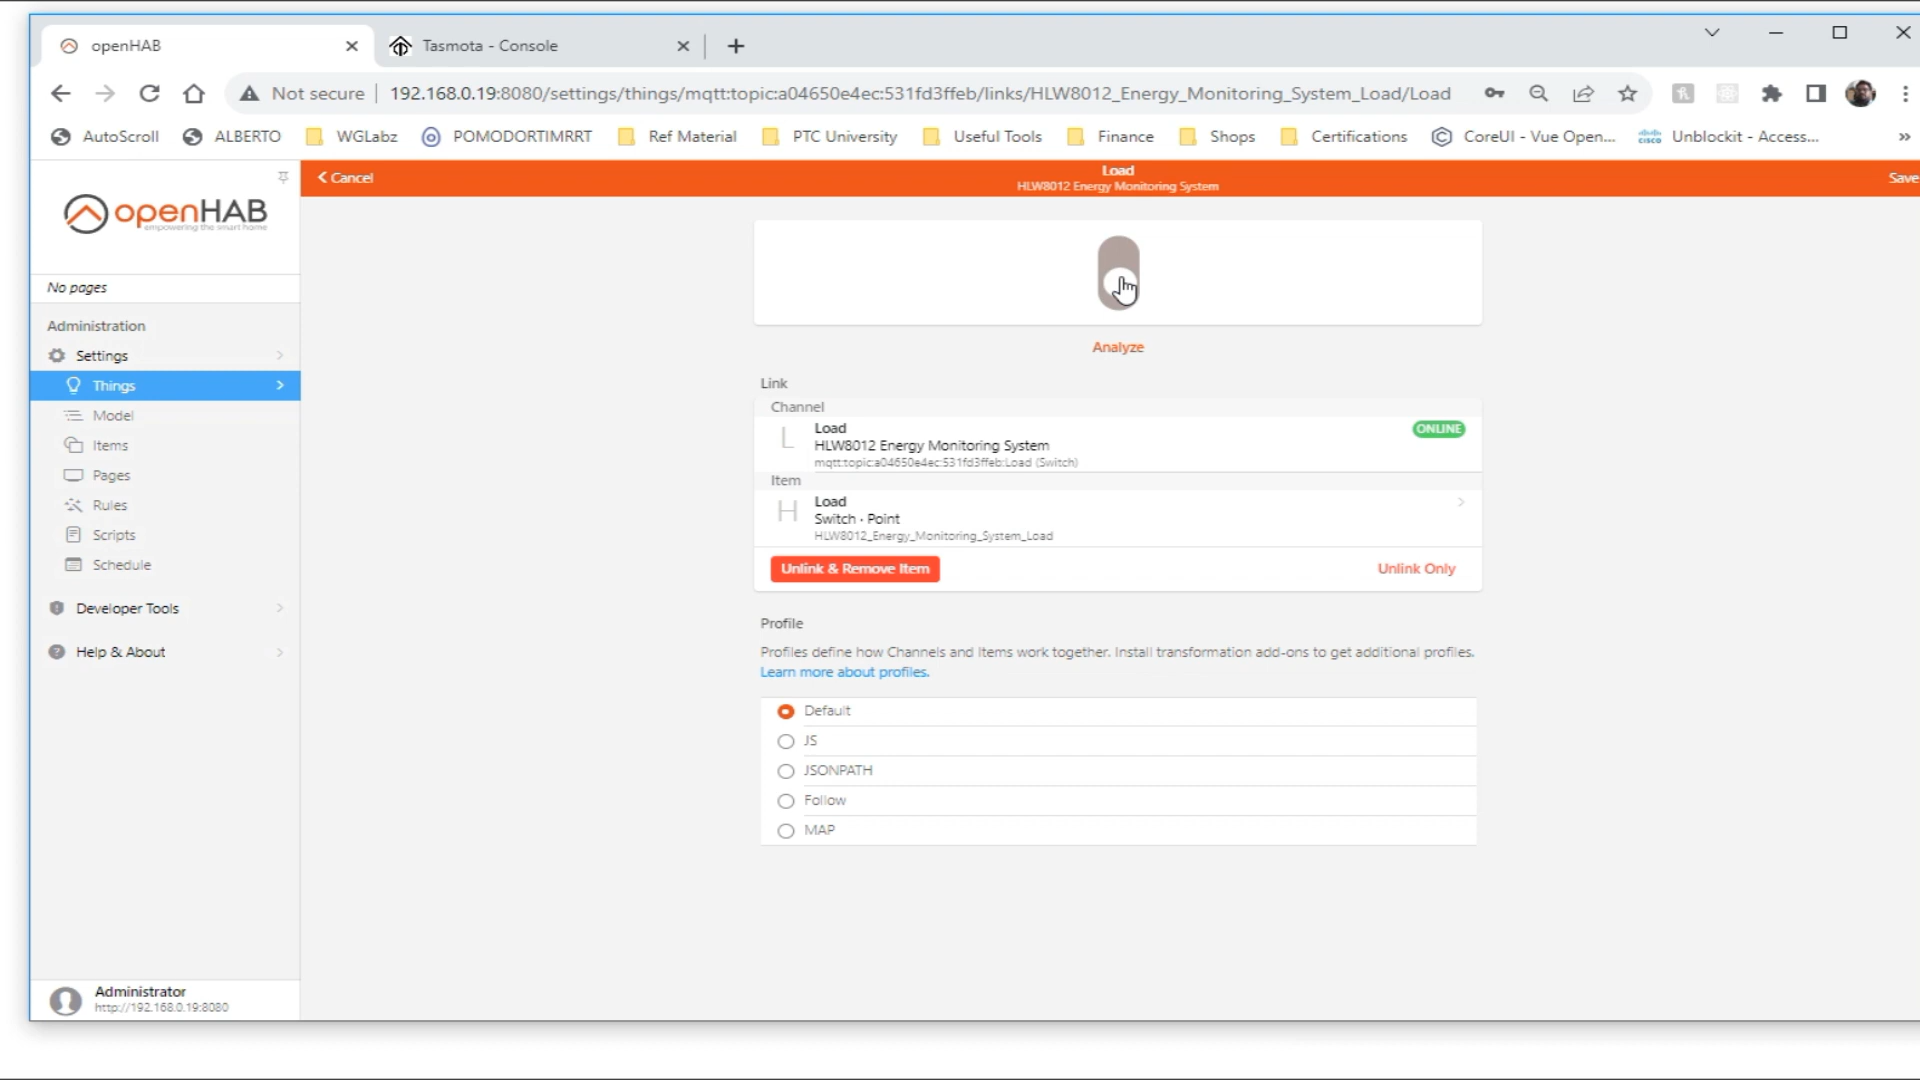 openHAB
Tasmota - Console
Not secure
192.168.0.19:8080/settings/things/mqtt:topic:a04650e4ec:531fd3ffeb/links/HLW8012_Energy_Monitoring_System_Load/Load
AutoScroll
ALBERTO
WGLabz
POMODORTIMRRT
Ref Material
PTC University
Useful Tools
Finance
Shops
Certifications
CoreUI - Vue Open...
Unblockit - Access...
»
openHAB
empowering the smart home
No pages
Administration
Settings
Things
Model
Items
Pages
Rules
Scripts
Schedule
Developer Tools
Help & About
Administrator
http://192.168.0.19:8080
Cancel
Load
HLW8012 Energy Monitoring System
Save
Analyze
Link
Channel
L
Load
HLW8012 Energy Monitoring System
mqtt:topic:a04650e4ec:531fd3ffeb:Load (Switch)
ONLINE
Item
H
Load
Switch · Point
HLW8012_Energy_Monitoring_System_Load
Unlink & Remove Item
Unlink Only
Profile
Profiles define how Channels and Items work together. Install transformation add-ons to get additional profiles.
Learn more about profiles.
Default
JS
JSONPATH
Follow
MAP